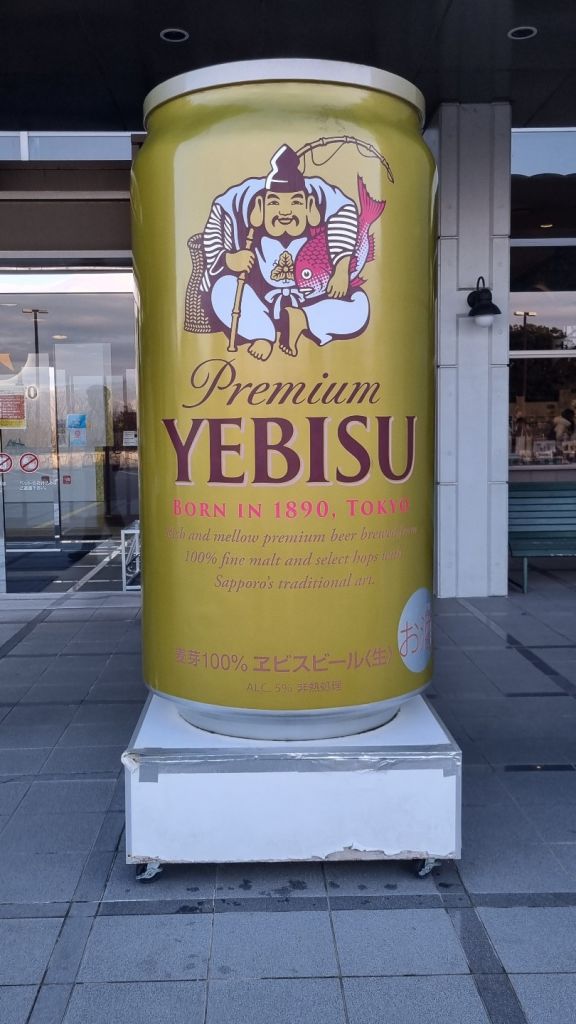 Premium
YEBISU
BORN IN 1890, TOKYO
Rich and mellow premium beer brewed from
100% fine malt and select hops with
Sapporo's traditional art.
お酒
麦芽100% ヱビスビール〈生〉
ALC. 5% 非熱処理